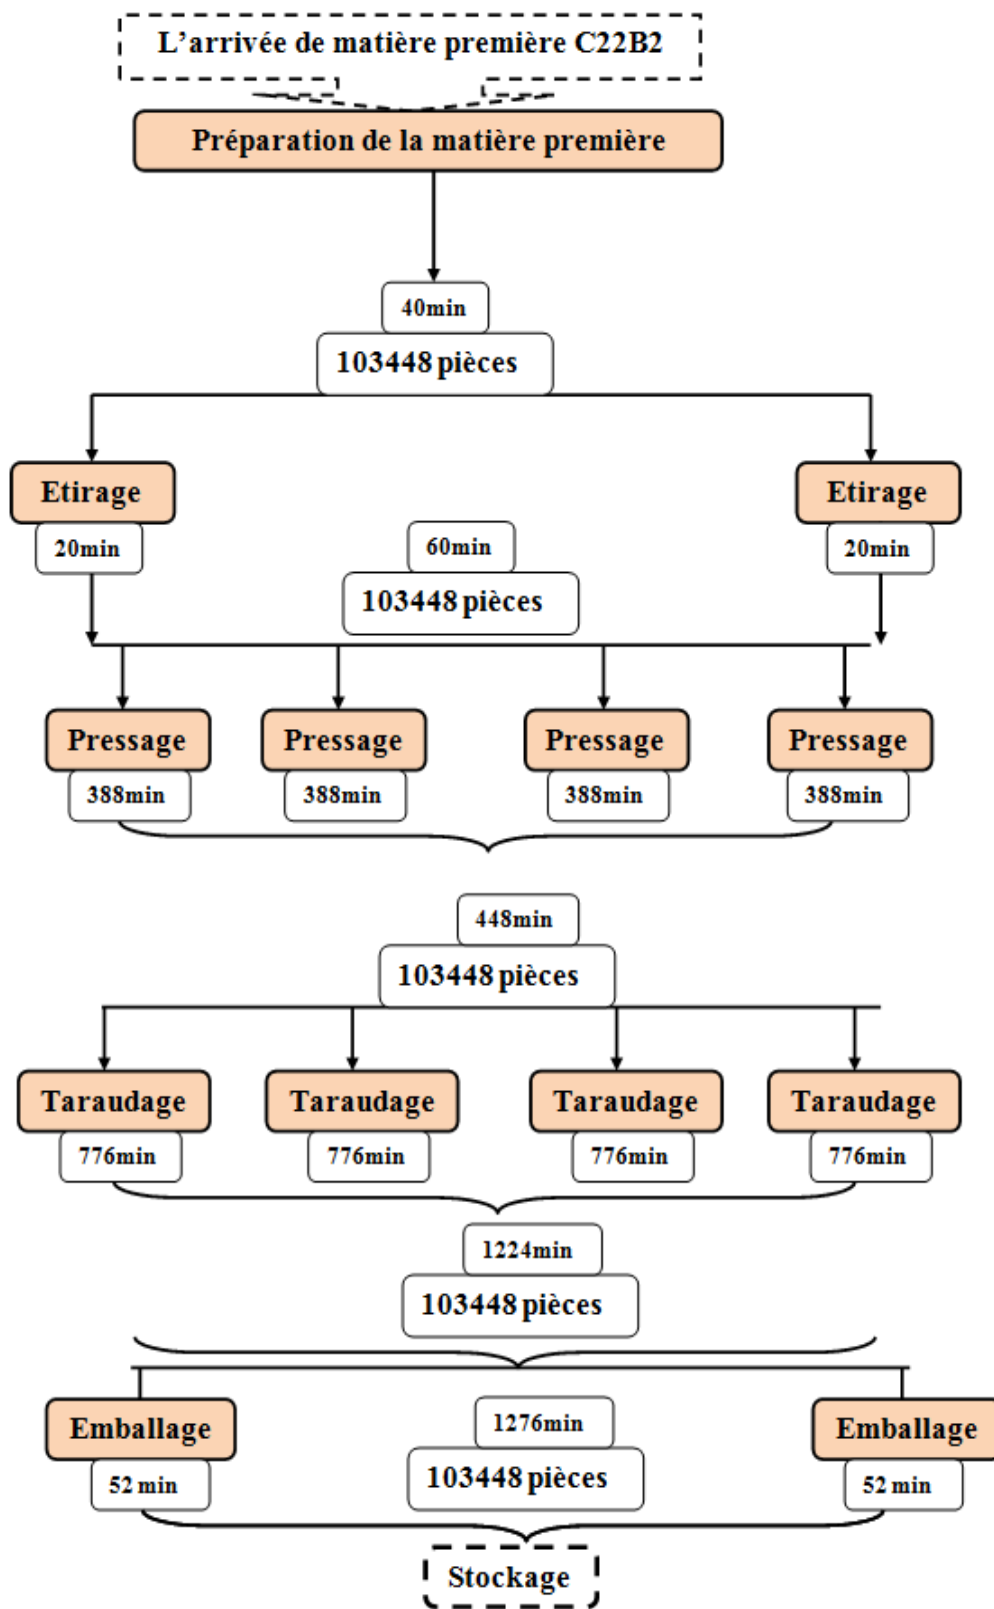 L’arrivée de matière première C22B2
Préparation de la matière première
40min
103448 pièces
Etirage
Etirage
20min
60min
20min
103448 pièces
Pressage
Pressage
Pressage
Pressage
388min
388min
388min
388min
448min
103448 pièces
Taraudage
Taraudage
Taraudage
Taraudage
776min
776min
776min
776min
1224min
103448 pièces
Emballage
1276min
Emballage
52 min
103448 pièces
52 min
Stockage